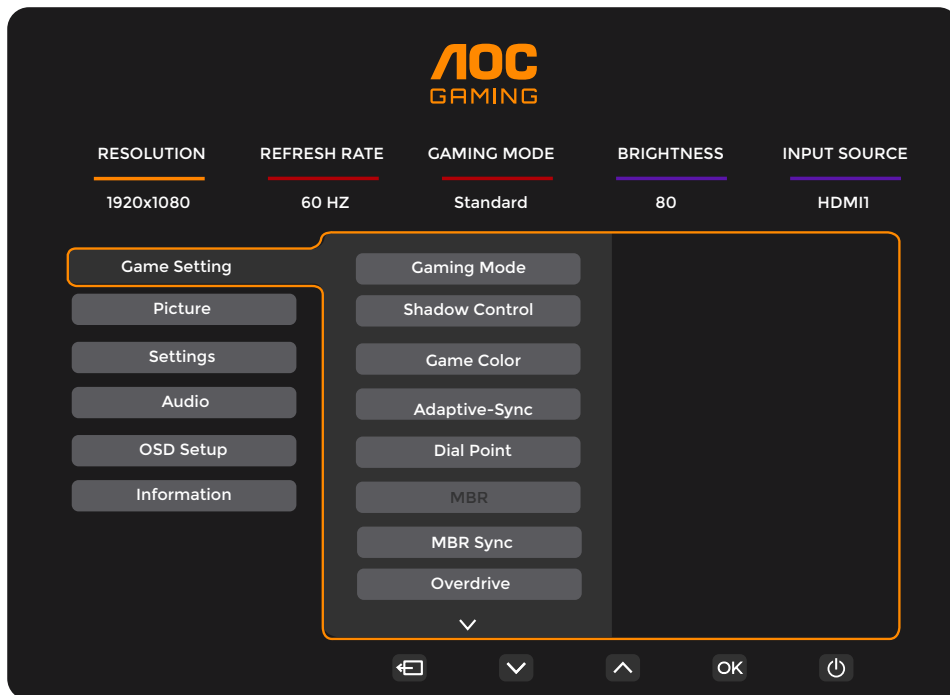 AOC
GAMING
RESOLUTION REFRESH RATE GAMING MODE BRIGHTNESS INPUT SOURCE
1920x1080 60 HZ Standard 80 HDMI1
Game Setting
Picture
Settings
Audio
OSD Setup
Information
Gaming Mode
Shadow Control
Game Color
Adaptive-Sync
Dial Point
MBR
MBR Sync
Overdrive
OK